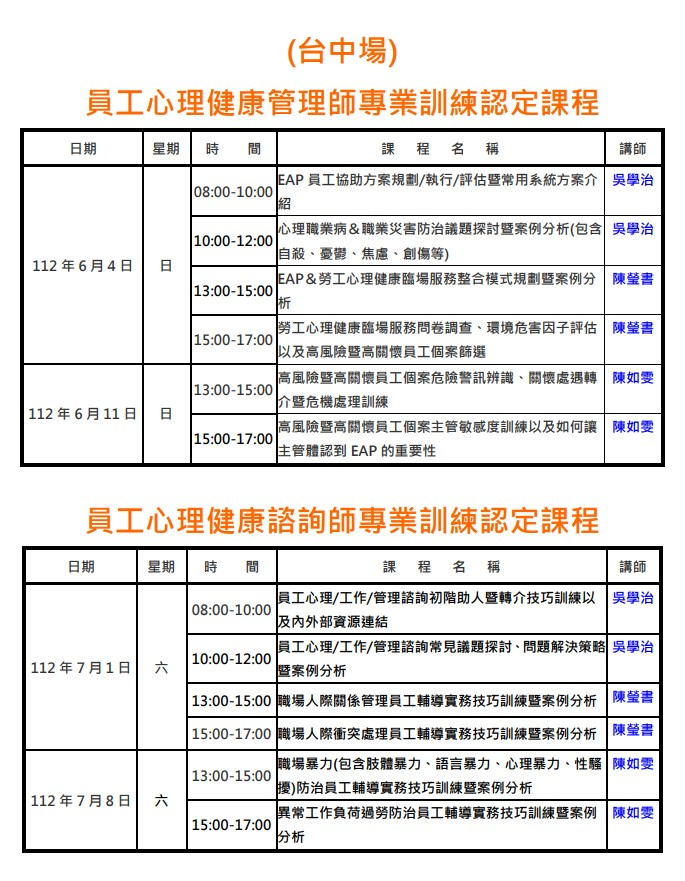 (台中場)
員工心理健康管理師專業訓練認定課程
日期 星期 時 間 課 程 名 稱 講師
112 年 6 月 4 日 日
08:00-10:00 EAP 員工協助方案規劃/執行/評估暨常用系統方案介 吳學治
紹
10:00-12:00 心理職業病＆職業災害防治議題探討暨案例分析(包含 吳學治
自殺、憂鬱、焦慮、創傷等)
13:00-15:00 EAP＆勞工心理健康臨場服務整合模式規劃暨案例分 陳瑩書
析
15:00-17:00 勞工心理健康臨場服務問卷調查、環境危害因子評估 陳瑩書
以及高風險暨高關懷員工個案篩選
112 年 6 月 11 日 日
13:00-15:00 高風險暨高關懷員工個案危險警訊辨識、關懷處遇轉 陳如雯
介暨危機處理訓練
15:00-17:00 高風險暨高關懷員工個案主管敏感度訓練以及如何讓 陳如雯
主管體認到 EAP 的重要性
員工心理健康諮詢師專業訓練認定課程
日期 星期 時 間 課 程 名 稱 講師
112 年 7 月 1 日 六
08:00-10:00 員工心理/工作/管理諮詢初階助人暨轉介技巧訓練以 吳學治
及內外部資源連結
10:00-12:00 員工心理/工作/管理諮詢常見議題探討、問題解決策略 吳學治
暨案例分析
13:00-15:00 職場人際關係管理員工輔導實務技巧訓練暨案例分析 陳瑩書
15:00-17:00 職場人際衝突處理員工輔導實務技巧訓練暨案例分析 陳瑩書
112 年 7 月 8 日 六
13:00-15:00 職場暴力(包含肢體暴力、語言暴力、心理暴力、性騷 陳如雯
擾)防治員工輔導實務技巧訓練暨案例分析
15:00-17:00 異常工作負荷過勞防治員工輔導實務技巧訓練暨案例 陳如雯
分析